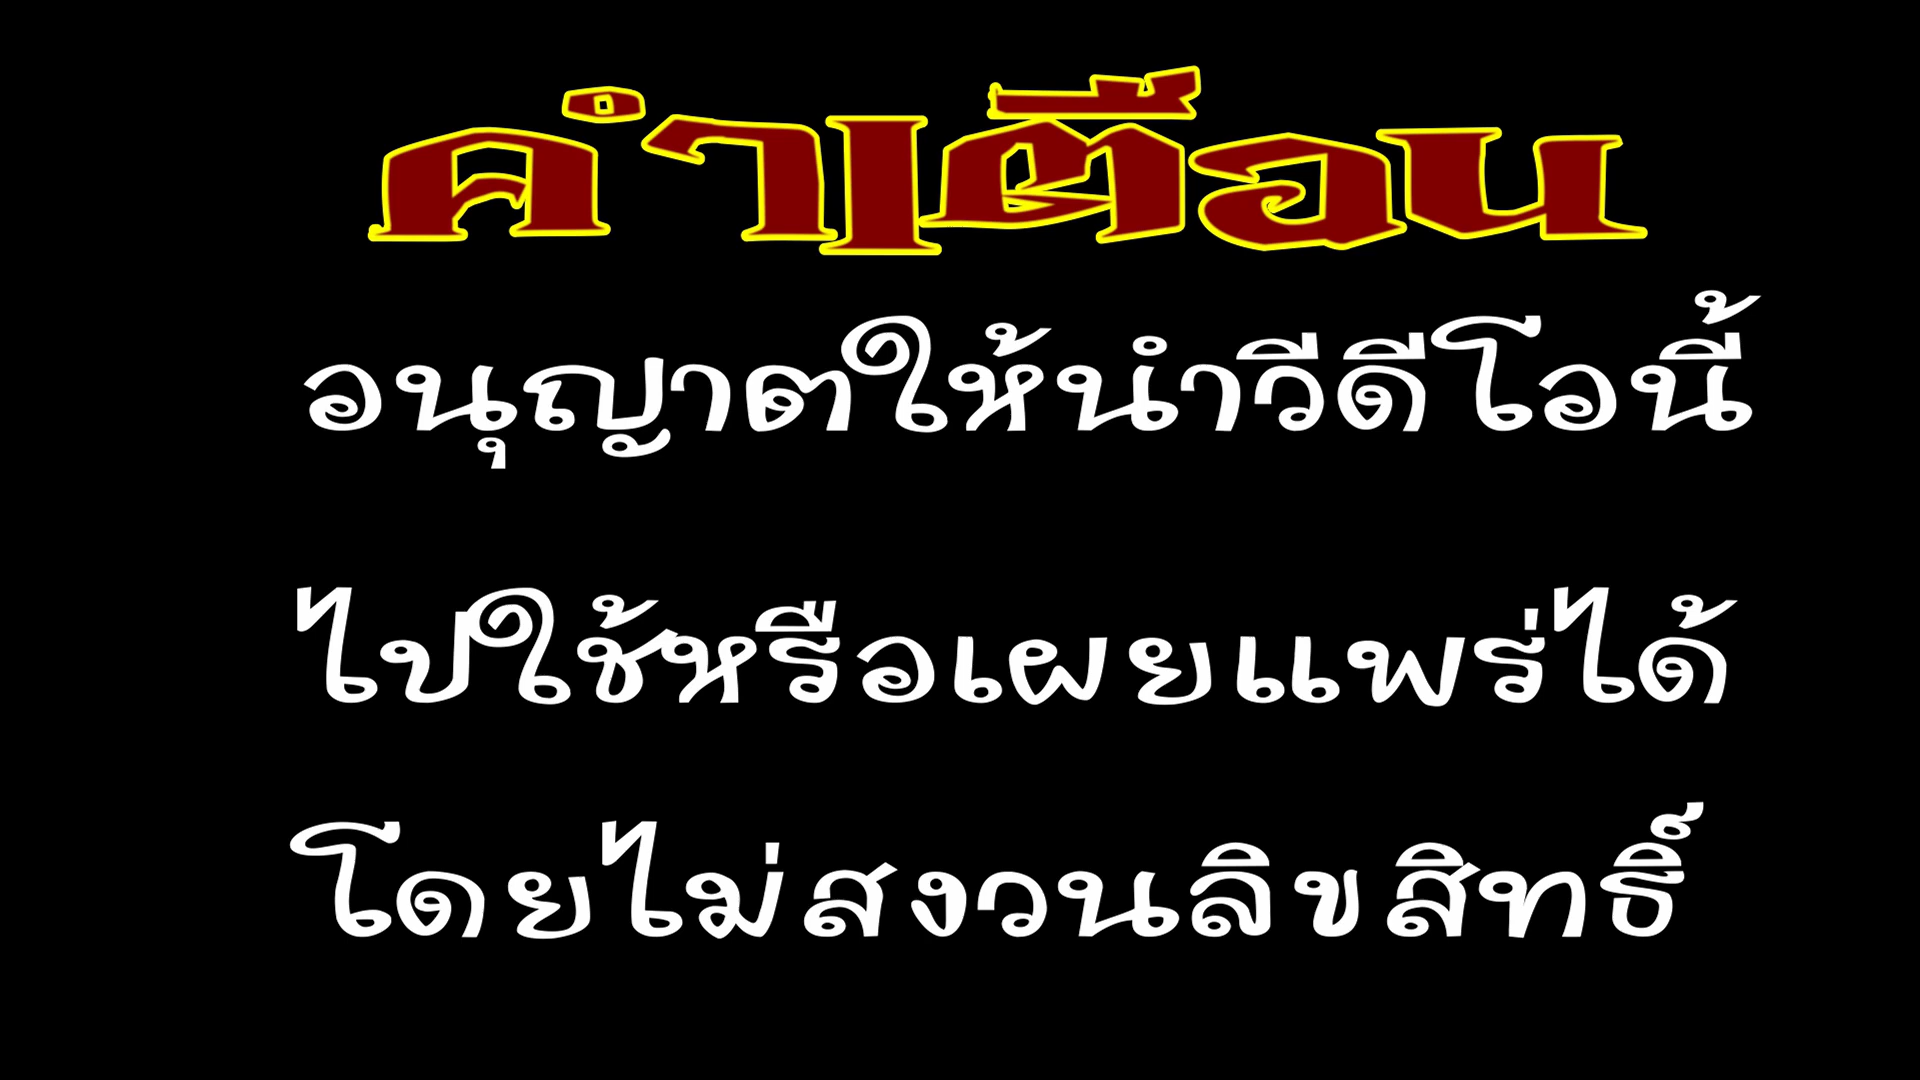 คำเตือน
อนุญาตให้นำวีดีโอนี้
ไปใช้หรือเผยแพร่ได้
โดยไม่สงวนลิขสิทธิ์